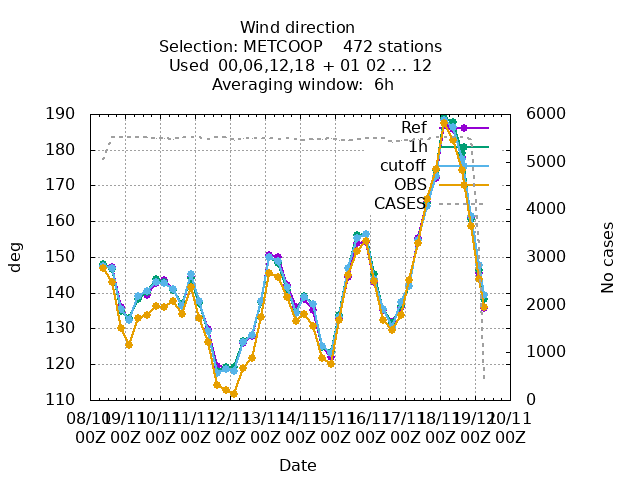 Wind direction
Selection: METCOOP    472 stations
Used  00,06,12,18 + 01 02 ... 12
Averaging window:  6h
190
180
170
160
150
140
130
120
110
deg
6000
5000
4000
3000
2000
1000
0
No cases
Ref
1h
cutoff
OBS
CASES
08/10 09/11 10/11 11/11 12/11 13/11 14/11 15/11 16/11 17/11 18/11 19/12 20/11
00Z 00Z 00Z 00Z 00Z 00Z 00Z 00Z 00Z 00Z 00Z 00Z 00Z
Date